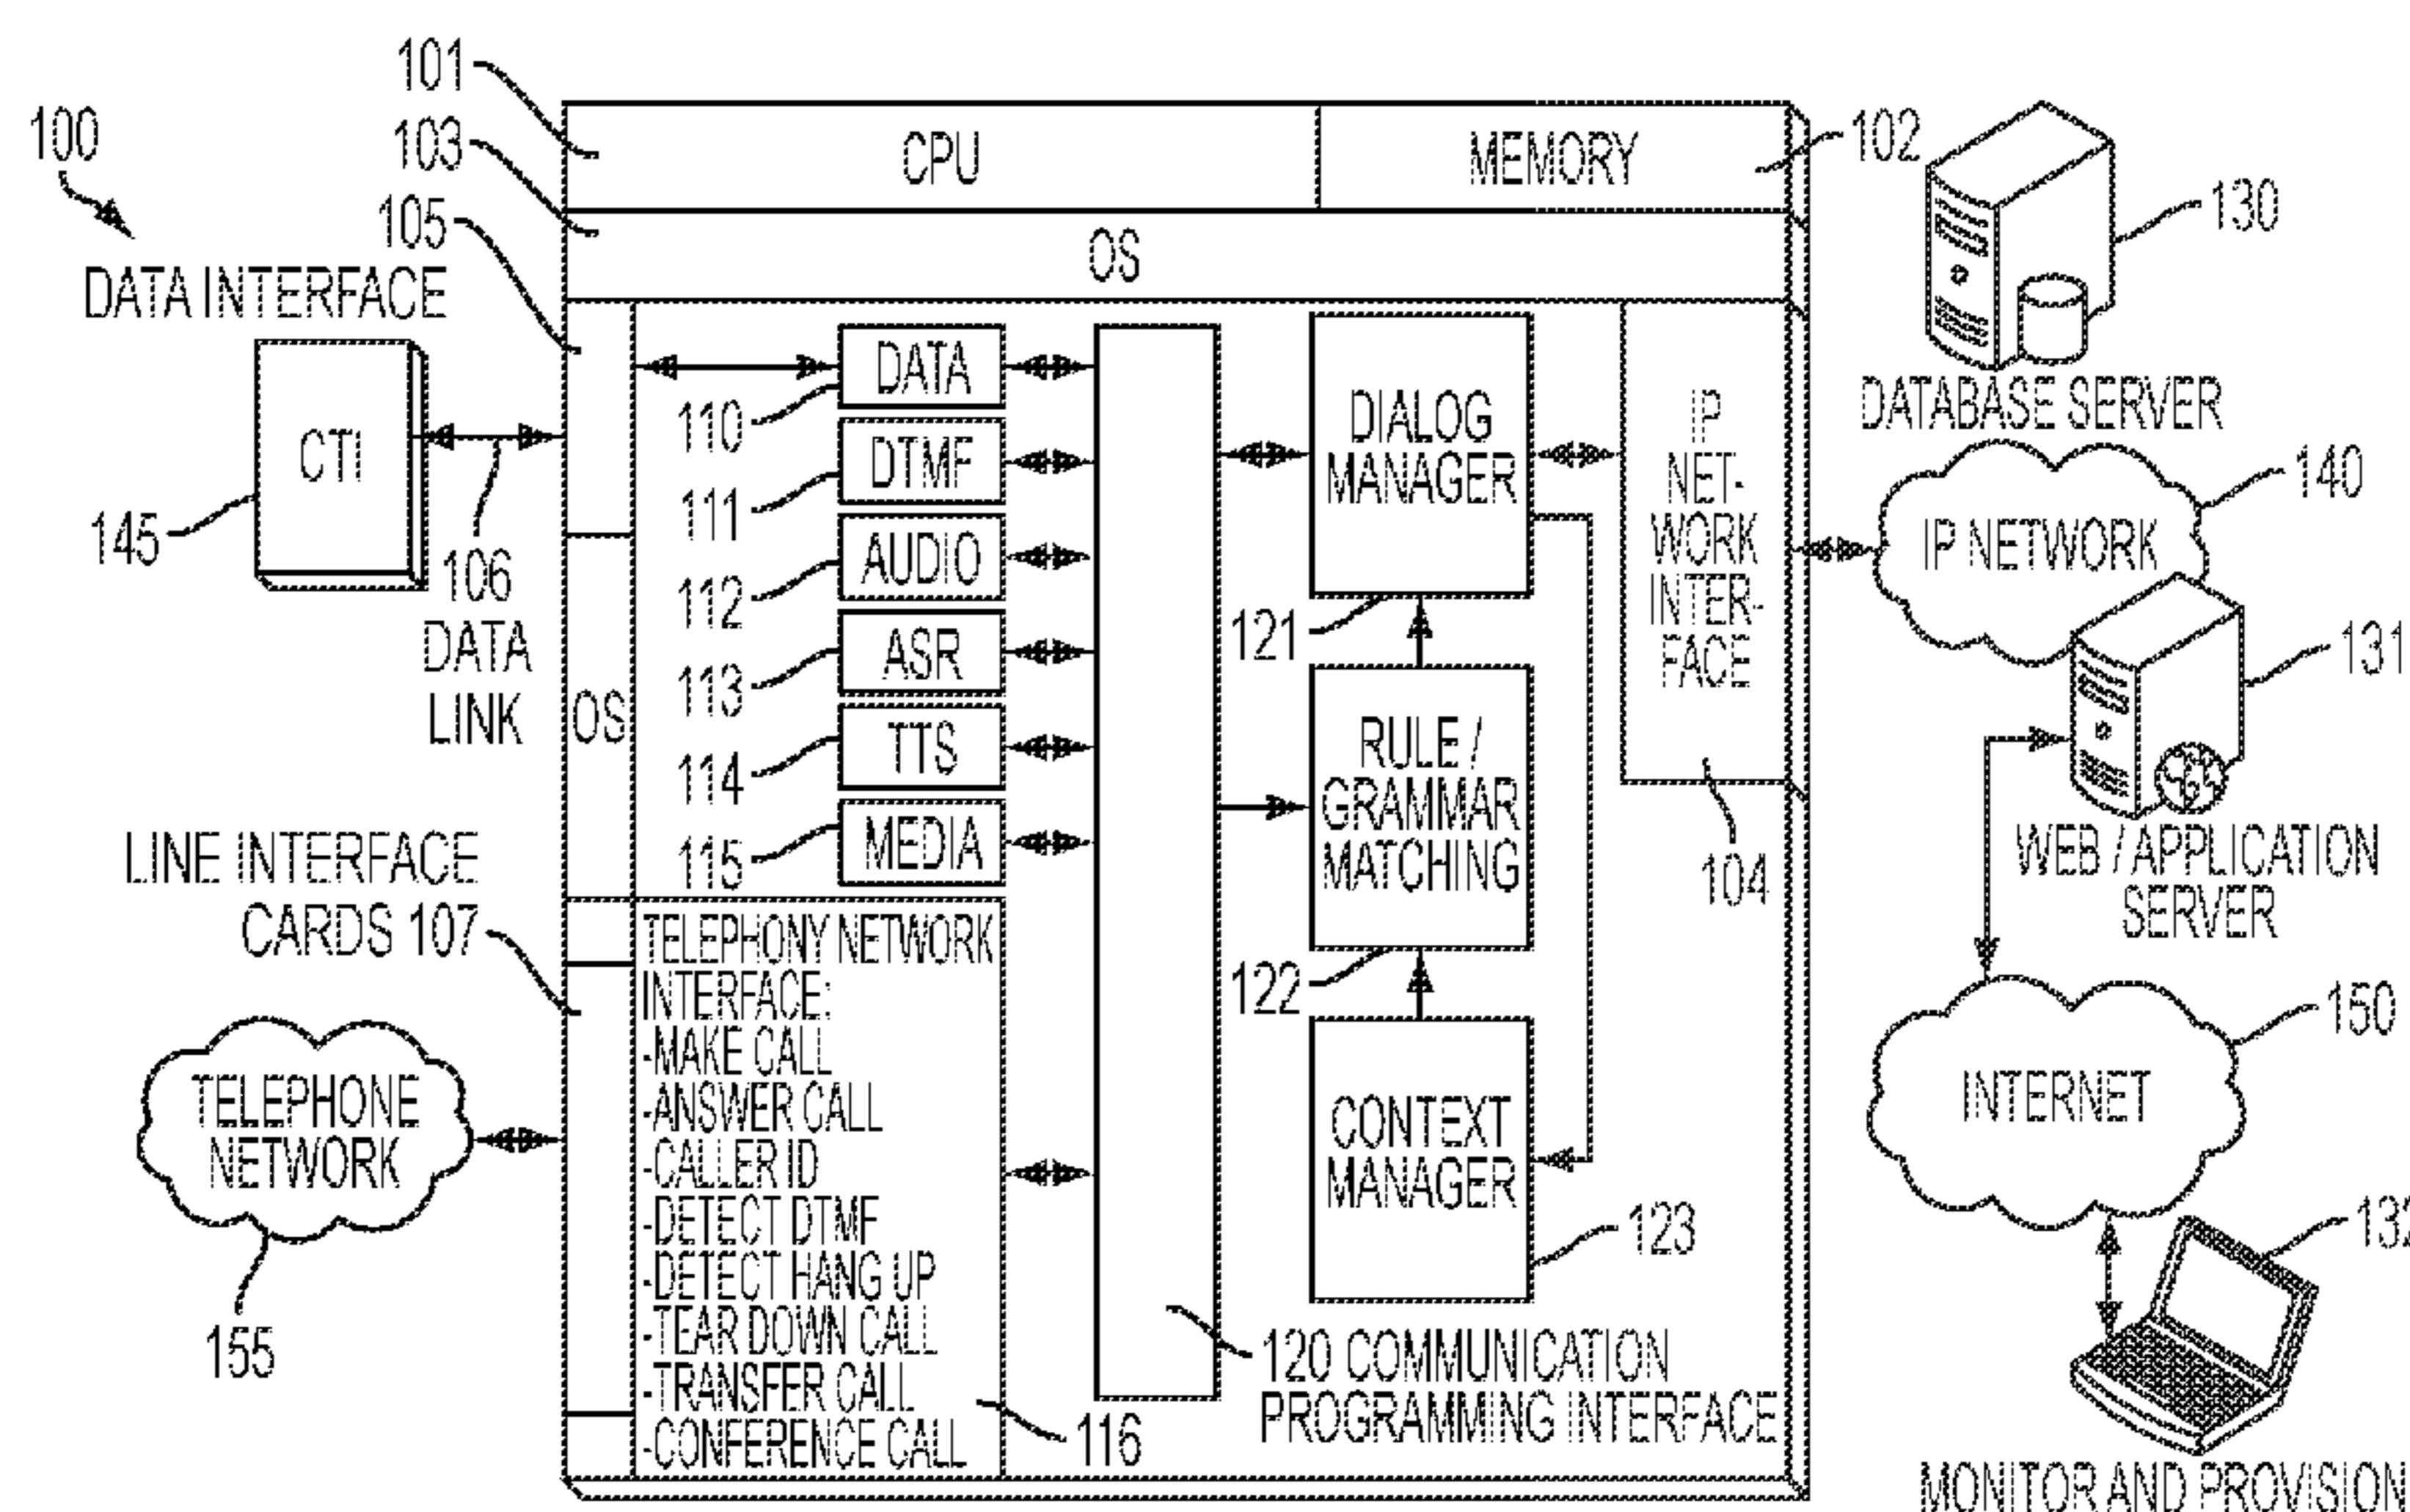 101
100
103
CPU
MEMORY
102
105
OS
130
DATA INTERFACE
DATABASE SERVER
CTI
145
106
DATA
LINK
OS
DATA
110
DTMF
111
AUDIO
112
ASR
113
TTS
114
MEDIA
115
DIALOG
MANAGER
121
RULE /
GRAMMAR
MATCHING
122
CONTEXT
MANAGER
123
IP
NET-
WORK
INTER-
FACE
104
140
IP NETWORK
131
WEB / APPLICATION
SERVER
150
INTERNET
132
MONITOR AND PROVISION
LINE INTERFACE
CARDS 107
TELEPHONE
NETWORK
155
TELEPHONY NETWORK
INTERFACE:
-MAKE CALL
-ANSWER CALL
-CALLER ID
-DETECT DTMF
-DETECT HANG UP
-TEAR DOWN CALL
-TRANSFER CALL
-CONFERENCE CALL
116
120 COMMUNICATION
PROGRAMMING INTERFACE